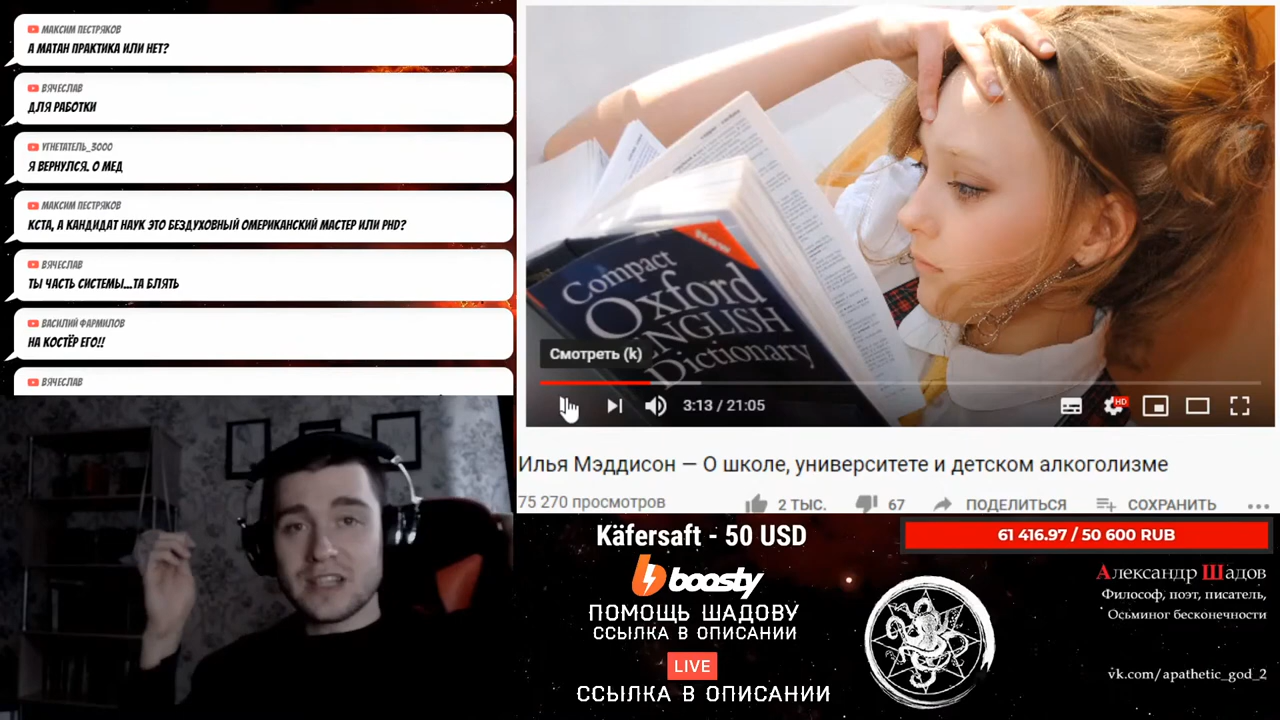 МАКСИМ ПЕСТРЯКОВ
А МАТАН ПРАКТИКА ИЛИ НЕТ?
ВЯЧЕСЛАВ
ДЛЯ РАБОТКИ
УГНЕТАТЕЛЬ_3000
Я ВЕРНУЛСЯ. О МЕД
МАКСИМ ПЕСТРЯКОВ
КСТА, А КАНДИДАТ НАУК ЭТО БЕЗДУХОВНЫЙ ОМЕРИКАНСКИЙ МАСТЕР ИЛИ PHD?
ВЯЧЕСЛАВ
ТЫ ЧАСТЬ СИСТЕМЫ...ТА БЛЯТЬ
ВАСИЛИЙ ФАРМИЛОВ
НА КОСТЁР ЕГО!!
ВЯЧЕСЛАВ
New
Compact
Oxford
ENGLISH
Dictionary
Смотреть (k)
3:13 / 21:05
HD
Илья Мэддисон — О школе, университете и детском алкоголизме
75 270 просмотров
2 ТЫС.
67
ПОДЕЛИТЬСЯ
СОХРАНИТЬ
Käfersaft - 50 USD
boosty
ПОМОЩЬ ШАДОВУ
ССЫЛКА В ОПИСАНИИ
LIVE
ССЫЛКА В ОПИСАНИИ
61 416.97 / 50 600 RUB
Александр Шадов
Философ, поэт, писатель,
Осьминог бесконечности
vk.com/apathetic_god_2